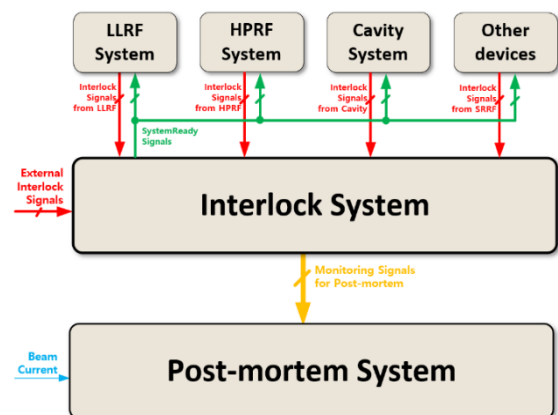 LLRF
System
HPRF
System
Cavity
System
Other
devices
Interlock
Signals
from LLRF
Interlock
Signals
from HPRF
Interlock
Signals
from Cavity
Interlock
Signals
from SRRF
SystemReady
Signals
External
Interlock
Signals
Interlock System
Monitoring Signals
for Post-mortem
Beam
Current
Post-mortem System